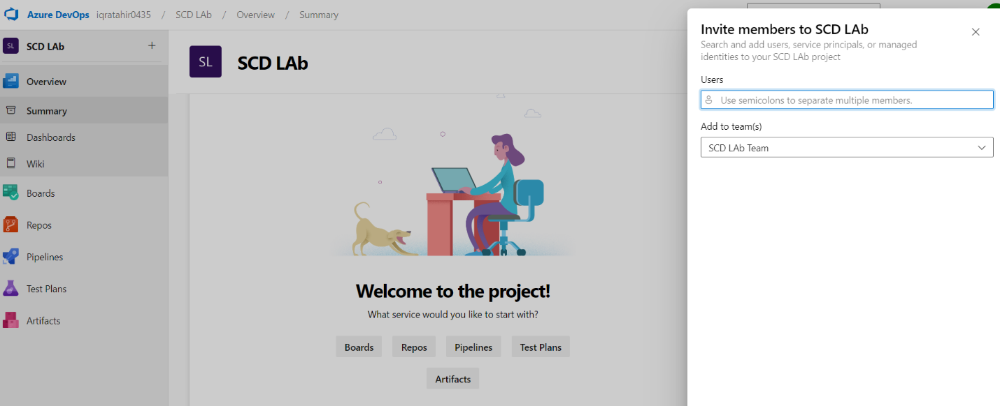 Azure DevOps iqratahir0435 / SCD LAb / Overview / Summary
SL SCD LAb +
Overview
Summary
Dashboards
Wiki
Boards
Repos
Pipelines
Test Plans
Artifacts
SL SCD LAb
Welcome to the project!
What service would you like to start with?
Boards Repos Pipelines Test Plans
Artifacts
Invite members to SCD LAb
Search and add users, service principals, or managed
identities to your SCD LAb project
Users
Use semicolons to separate multiple members.
Add to team(s)
SCD LAb Team